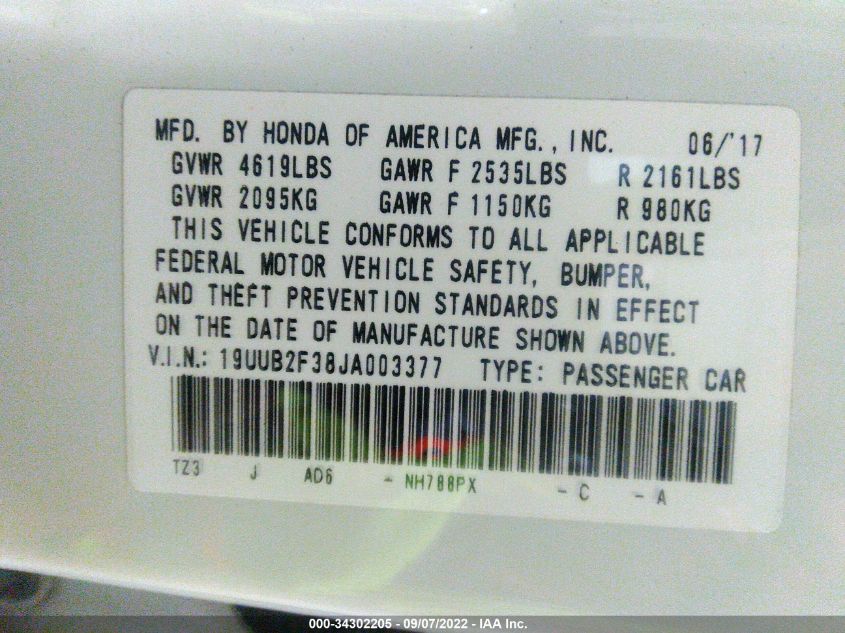 MFD. BY HONDA OF AMERICA MFG., INC. 06/'17
GVWR 4619LBS GAWR F 2535LBS R 2161LBS
GVWR 2095KG GAWR F 1150KG R 980KG
THIS VEHICLE CONFORMS TO ALL APPLICABLE
FEDERAL MOTOR VEHICLE SAFETY, BUMPER,
AND THEFT PREVENTION STANDARDS IN EFFECT
ON THE DATE OF MANUFACTURE SHOWN ABOVE.
V.I.N.: 19UUB2F38JA003377 TYPE: PASSENGER CAR
TZ3 J AD6 - NH788PX - C - A
000-34302205 - 09/07/2022 - IAA Inc.